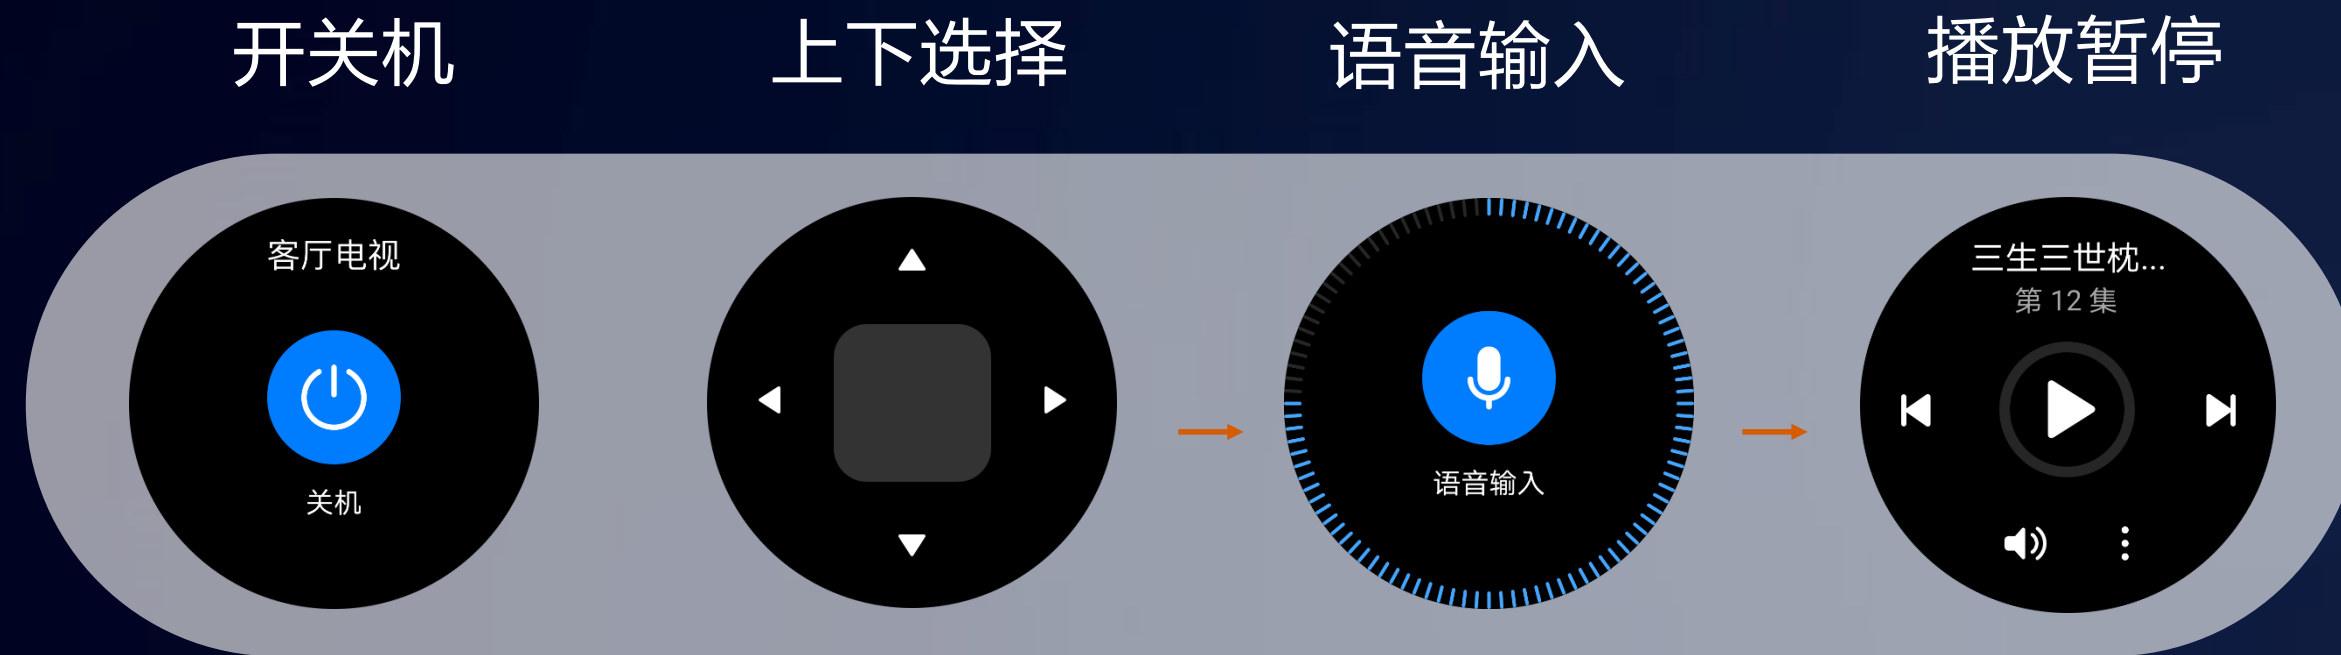 开关机
上下选择
语音输入
播放暂停
客厅电视
关机
语音输入
三生三世枕...
第 12 集